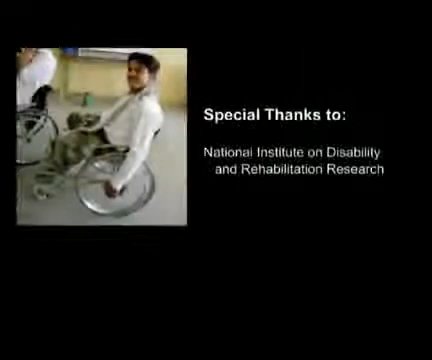 Special Thanks to:
National Institute on Disability
and Rehabilitation Research